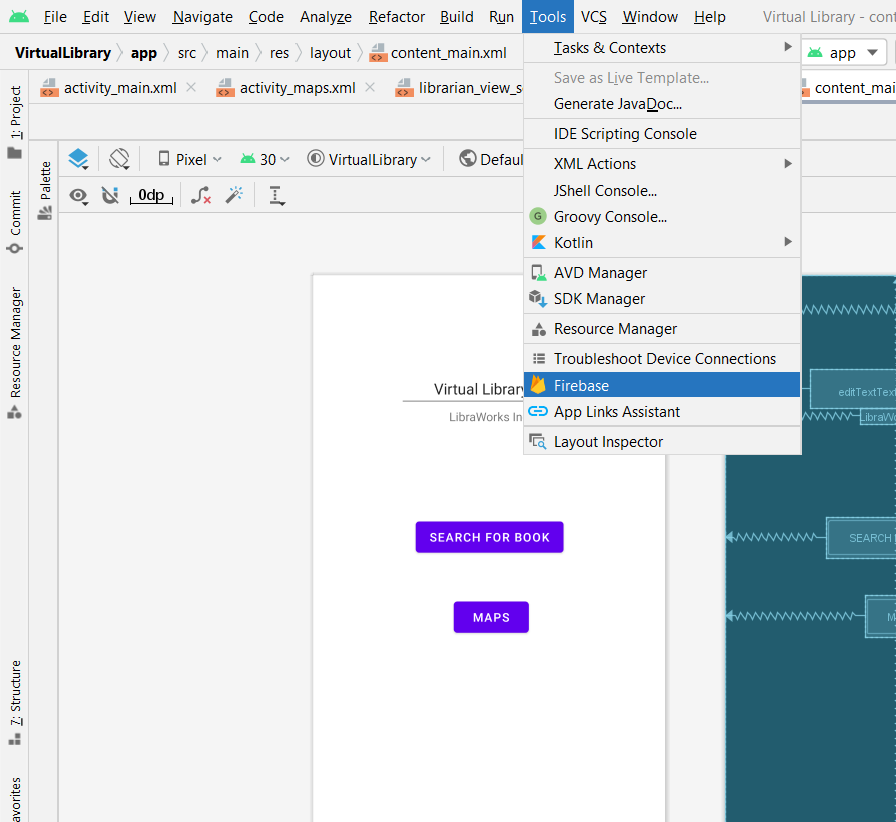 File Edit View Navigate Code Analyze Refactor Build Run Tools VCS Window Help Virtual Library - con
VirtualLibrary app src main res layout content_main.xml app
activity_main.xml activity_maps.xml librarian_view_s content_mai
1: Project
Commit
Resource Manager
7: Structure
avorites
Palette
Pixel 30 VirtualLibrary Defaul
0dp
Tasks & Contexts
Save as Live Template...
Generate JavaDoc...
IDE Scripting Console
XML Actions
JShell Console...
G Groovy Console...
Kotlin
AVD Manager
SDK Manager
Resource Manager
Troubleshoot Device Connections
Firebase
App Links Assistant
Layout Inspector
Virtual Library
LibraWorks In
SEARCH FOR BOOK
MAPS
editTextText
LibraWo
SEARCH
M